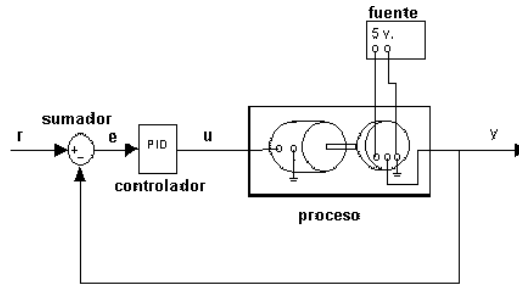 fuente
5 v.
sumador
r
e
PID
u
y
controlador
proceso